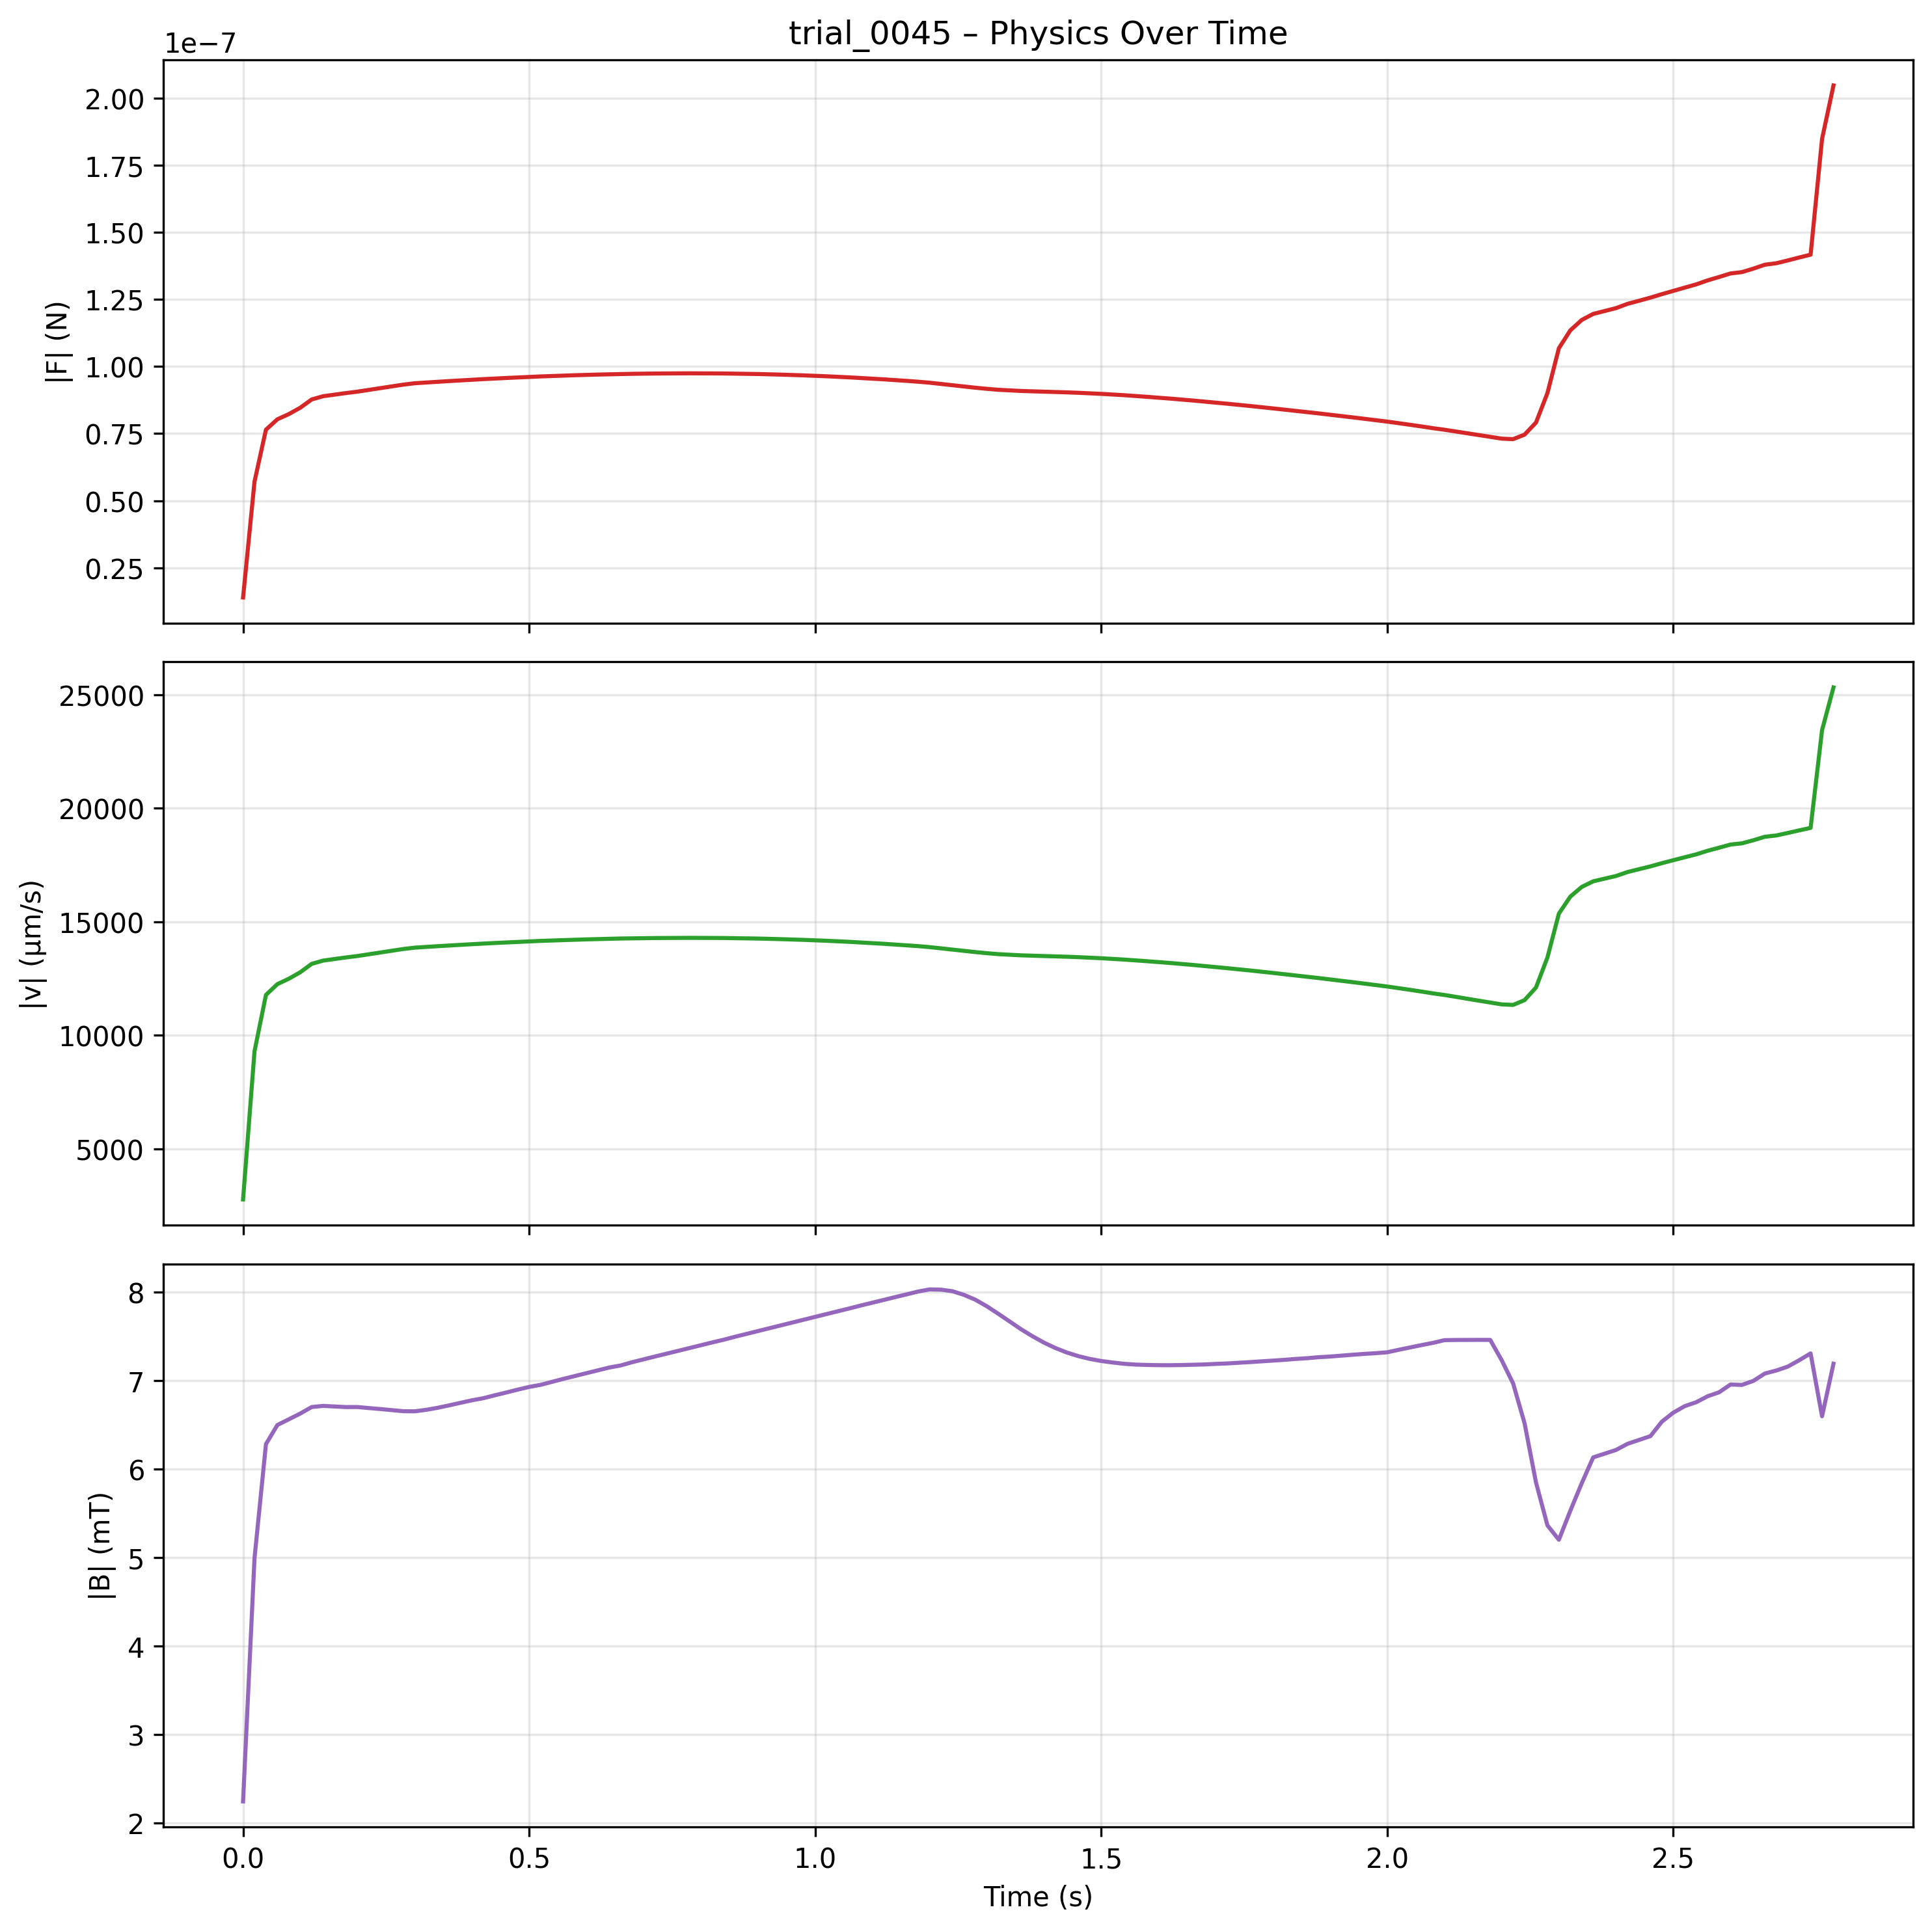 trial_0045 – Physics Over Time
1e−7
2.00
1.75
1.50
1.25
1.00
0.75
0.50
0.25
|F| (N)
25000
20000
15000
10000
5000
|v| (µm/s)
8
7
6
5
4
3
2
|B| (mT)
0.0 0.5 1.0 1.5 2.0 2.5
Time (s)